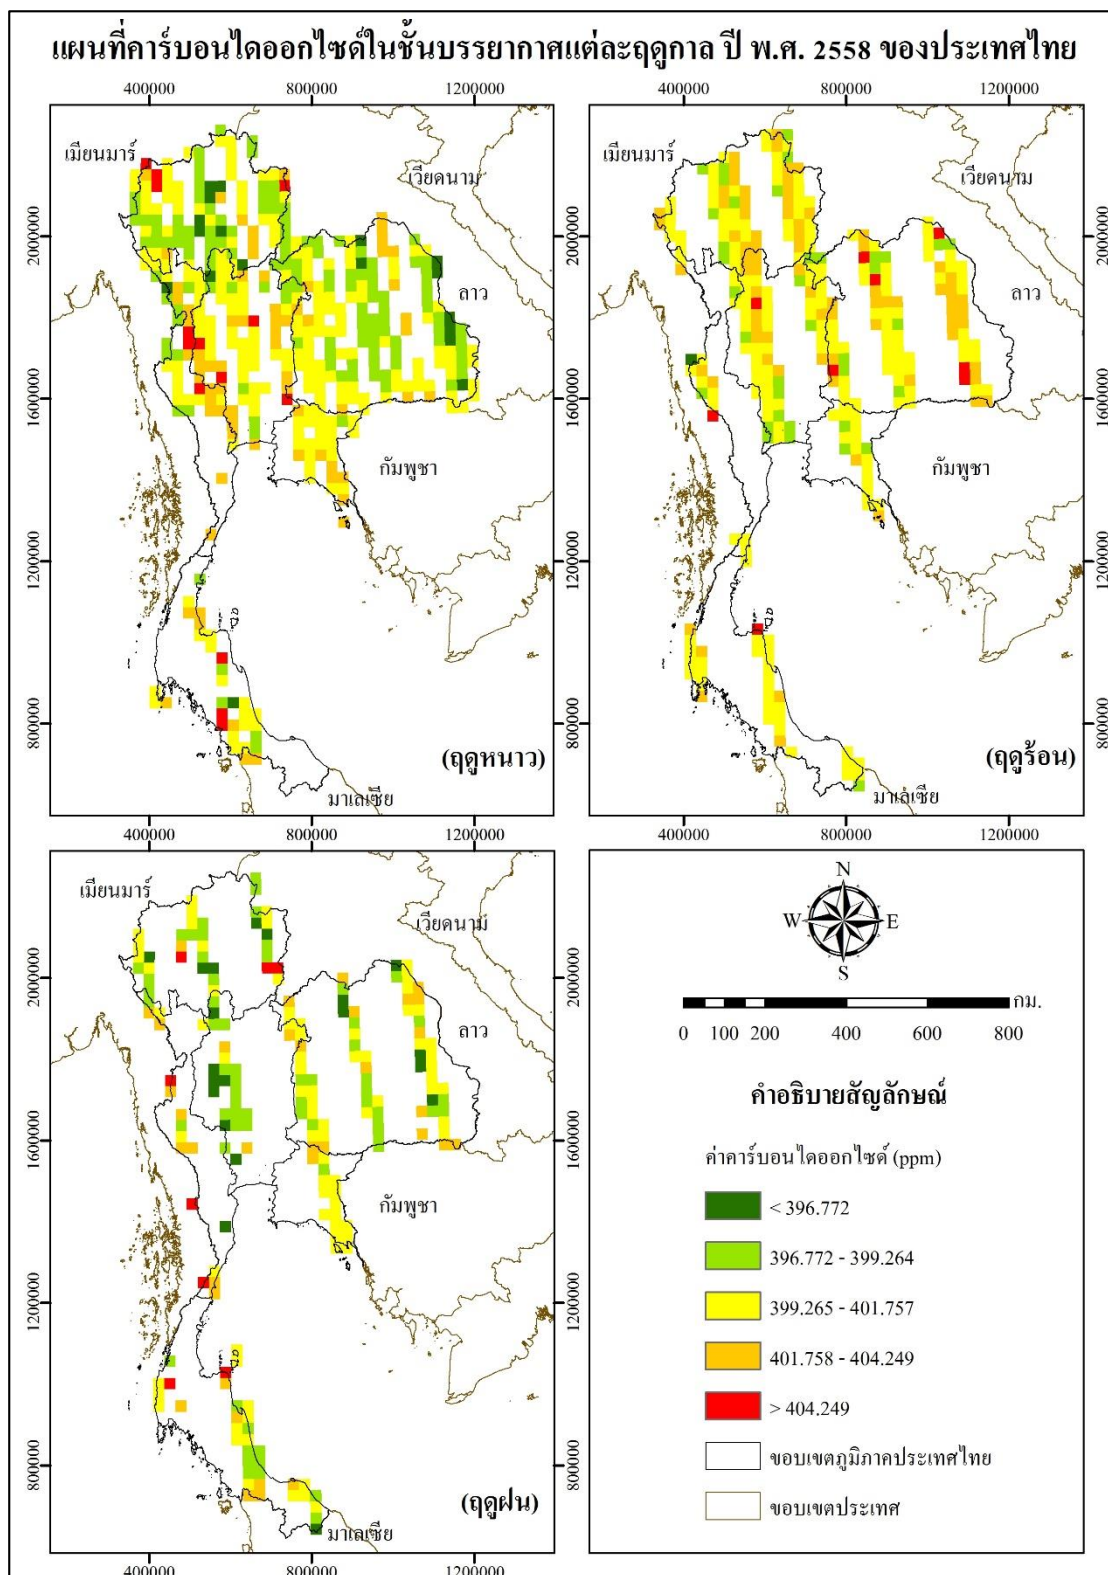 แผนที่คาร์บอนไดออกไซด์ในชั้นบรรยากาศแต่ละฤดูกาล ปี พ.ศ. 2558 ของประเทศไทย
400000 800000 1200000
400000 800000 1200000
เมียนมาร์
เวียดนาม
ลาว
กัมพูชา
(ฤดูหนาว)
มาเลเซีย
2000000
1600000
1200000
800000
เมียนมาร์
เวียดนาม
ลาว
กัมพูชา
(ฤดูร้อน)
มาเลเซีย
2000000
1600000
1200000
800000
400000 800000 1200000
400000 800000 1200000
เมียนมาร์
เวียดนาม
ลาว
กัมพูชา
(ฤดูฝน)
มาเลเซีย
2000000
1600000
1200000
800000
2000000
1600000
1200000
800000
400000 800000 1200000
N
W E
S
กม.
0 100 200 400 600 800
คำอธิบายสัญลักษณ์
ค่าคาร์บอนไดออกไซด์ (ppm)
< 396.772
396.772 - 399.264
399.265 - 401.757
401.758 - 404.249
> 404.249
ขอบเขตภูมิภาคประเทศไทย
ขอบเขตประเทศ